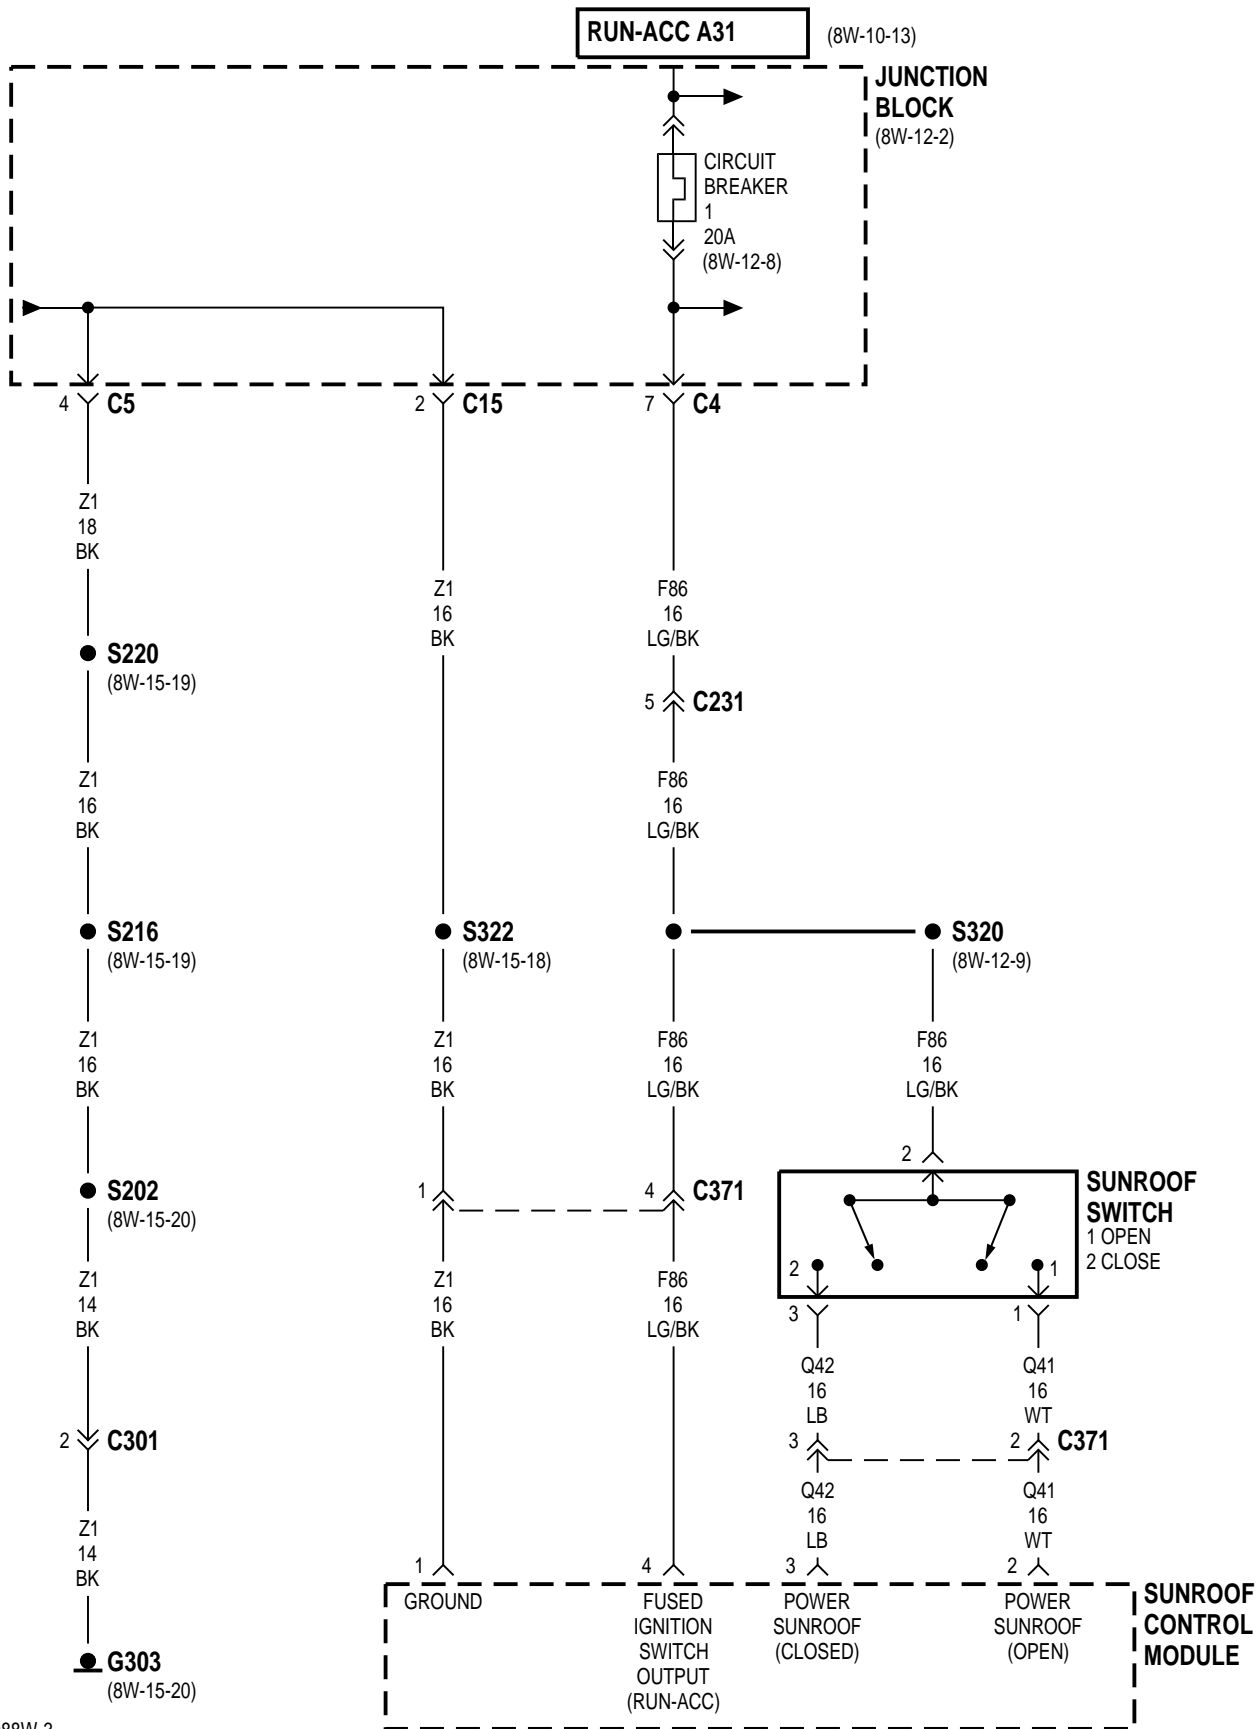 RUN-ACC A31
(8W-10-13)
JUNCTION
BLOCK
(8W-12-2)
CIRCUIT
BREAKER
1
20A
(8W-12-8)
4 C5
2 C15
7 C4
Z1
18
BK
Z1
16
BK
F86
16
LG/BK
S220
(8W-15-19)
5 C231
Z1
16
BK
F86
16
LG/BK
S216
(8W-15-19)
S322
(8W-15-18)
S320
(8W-12-9)
Z1
16
BK
Z1
16
BK
F86
16
LG/BK
F86
16
LG/BK
2
S202
(8W-15-20)
1
4 C371
SUNROOF
SWITCH
1 OPEN
2 CLOSE
2
1
Z1
14
BK
Z1
16
BK
F86
16
LG/BK
3
1
Q42
16
LB
Q41
16
WT
2 C301
3
2 C371
Q42
16
LB
Q41
16
WT
Z1
14
BK
1
4
3
2
GROUND
FUSED
IGNITION
SWITCH
OUTPUT
(RUN-ACC)
POWER
SUNROOF
(CLOSED)
POWER
SUNROOF
(OPEN)
SUNROOF
CONTROL
MODULE
G303
(8W-15-20)